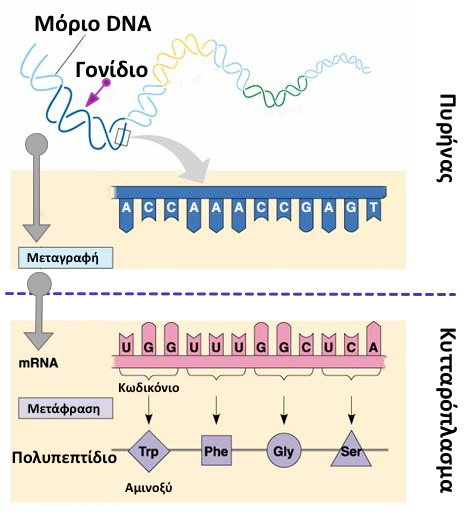 Μόριο DNA
Γονίδιο
Πυρήνας
A C C A A A C C G A G T
Μεταγραφή
Κυτταρόπλασμα
U G G U U U G G C U C A
mRNA
Κωδικόνιο
Μετάφραση
Πολυπεπτίδιο
Trp Phe Gly Ser
Αμινοξύ